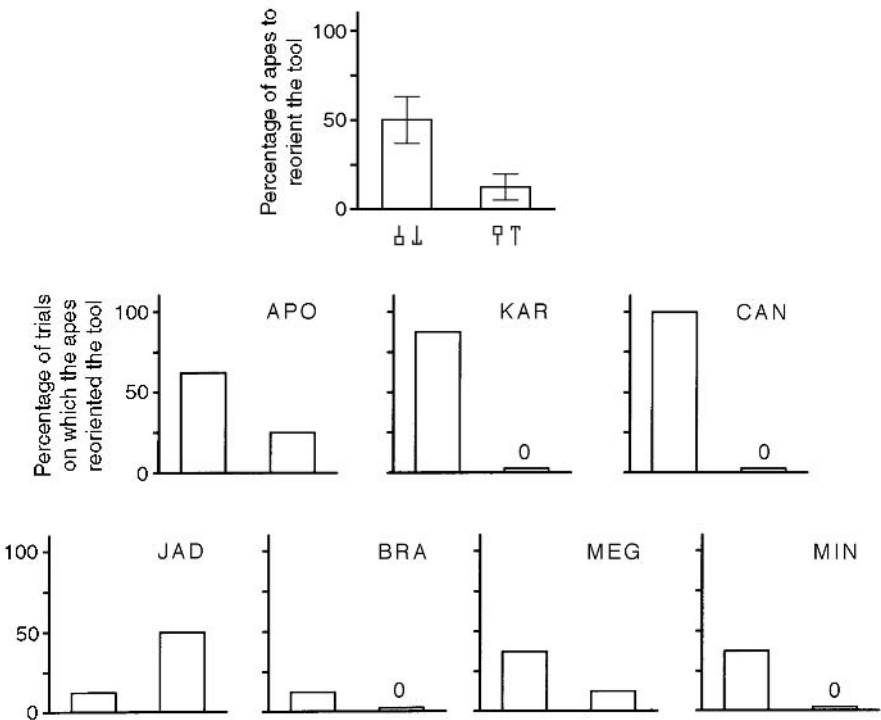 Percentage of apes to
reorient the tool
100
50
0
Percentage of trials
on which the apes
reoriented the tool
100
50
0
APO
KAR
0
CAN
0
100
50
0
JAD
BRA
0
MEG
MIN
0